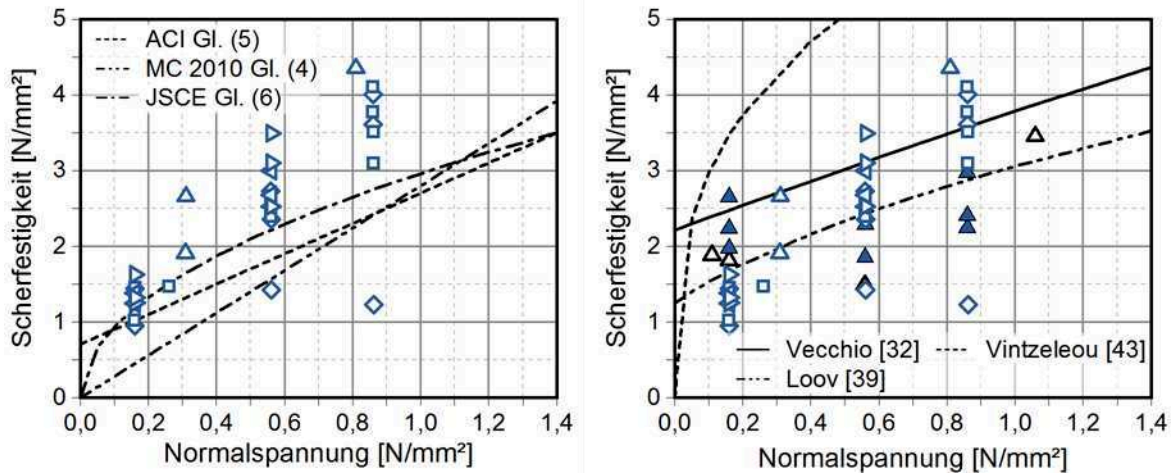 5
4
3
2
1
0
Scherfestigkeit [N/mm²]
ACI Gl. (5)
MC 2010 Gl. (4)
JSCE Gl. (6)
0,0 0,2 0,4 0,6 0,8 1,0 1,2 1,4
Normalspannung [N/mm²]
5
4
3
2
1
0
Scherfestigkeit [N/mm²]
Vecchio [32] Vintzeleou [43]
Loov [39]
0,0 0,2 0,4 0,6 0,8 1,0 1,2 1,4
Normalspannung [N/mm²]